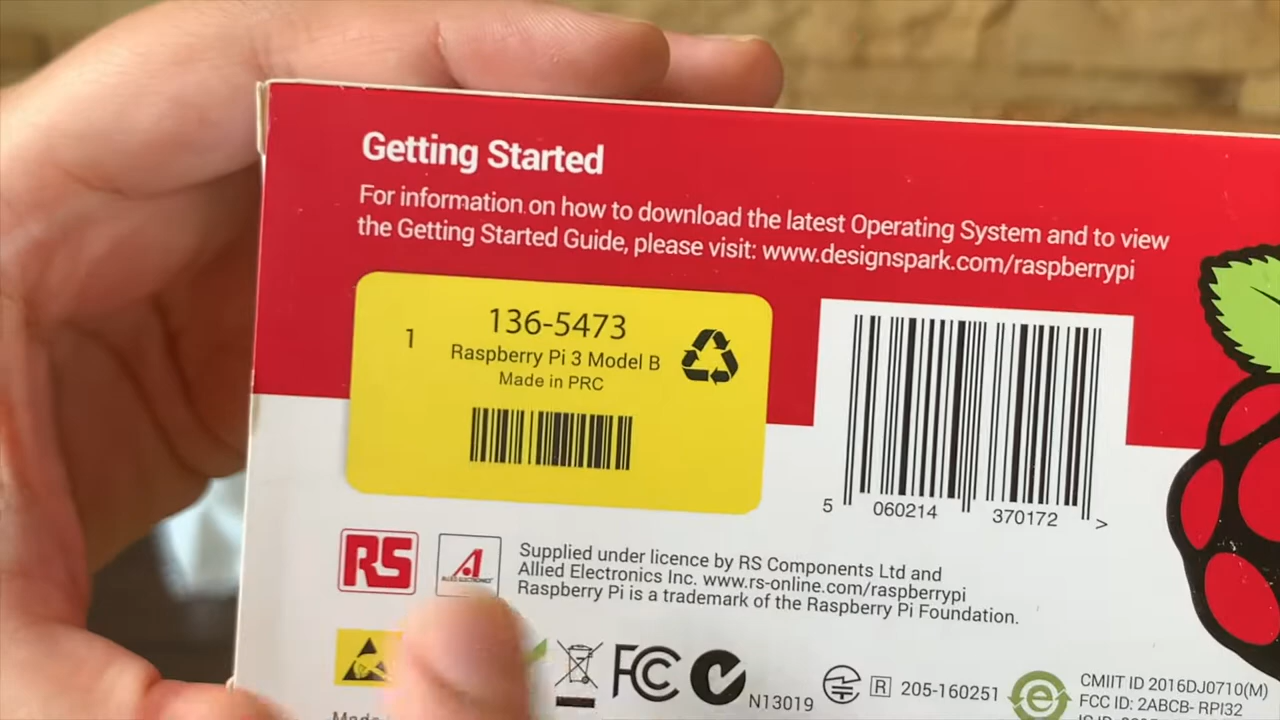 Getting Started
For information on how to download the latest Operating System and to view
the Getting Started Guide, please visit: www.designspark.com/raspberrypi
1
136-5473
Raspberry Pi 3 Model B
Made in PRC
5 060214 370172 >
RS
A
ALLIED ELECTRONICS
Supplied under licence by RS Components Ltd and
Allied Electronics Inc. www.rs-online.com/raspberrypi
Raspberry Pi is a trademark of the Raspberry Pi Foundation.
FC
N13019
R 205-160251
e
CMIIT ID 2016DJ0710(M)
FCC ID: 2ABCB- RPI32
Made